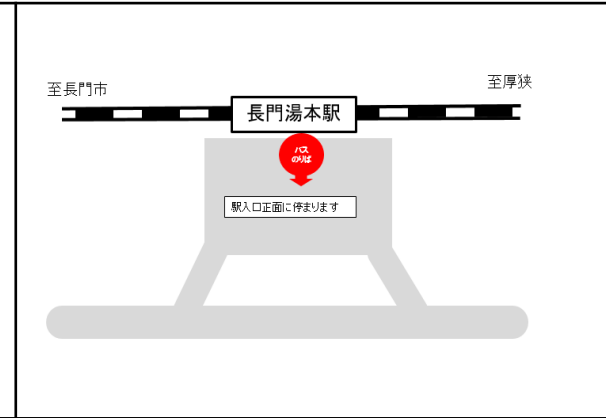 至長門市
至厚狭
長門湯本駅
バス
のりば
駅入口正面に停まります